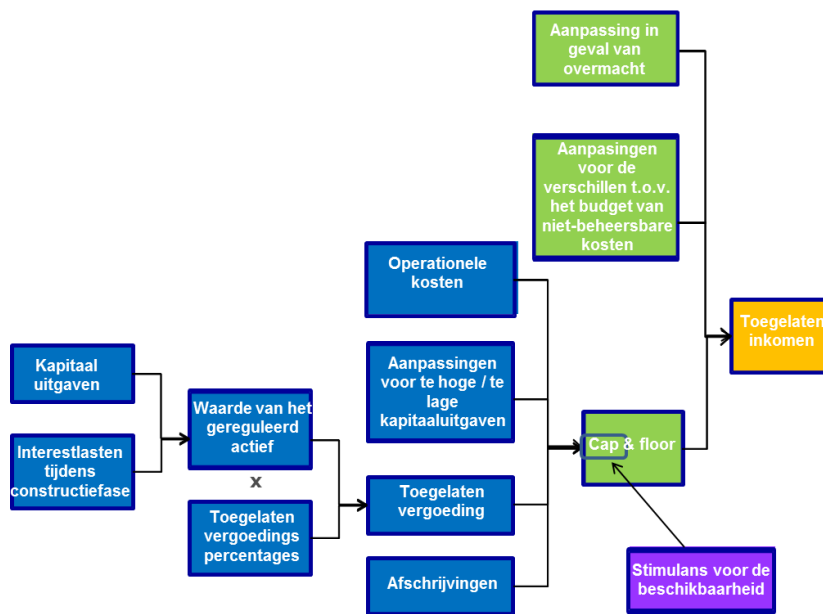 Aanpassing in
geval van
overmacht
Aanpasingen
voor de
verschillen t.o.v.
het budget van
niet-beheersbare
kosten
Operationele
kosten
Toegelaten
inkomen
Kapitaal
uitgaven
Aanpassingen
voor te hoge / te
lage
kapitaaluitgaven
Waarde van het
gereguleerd
actief
Interestlasten
tijdens
constructiefase
Cap & floor
x
Toegelaten
vergoedings
percentages
Toegelaten
vergoeding
Afschrijvingen
Stimulans voor de
beschikbaarheid